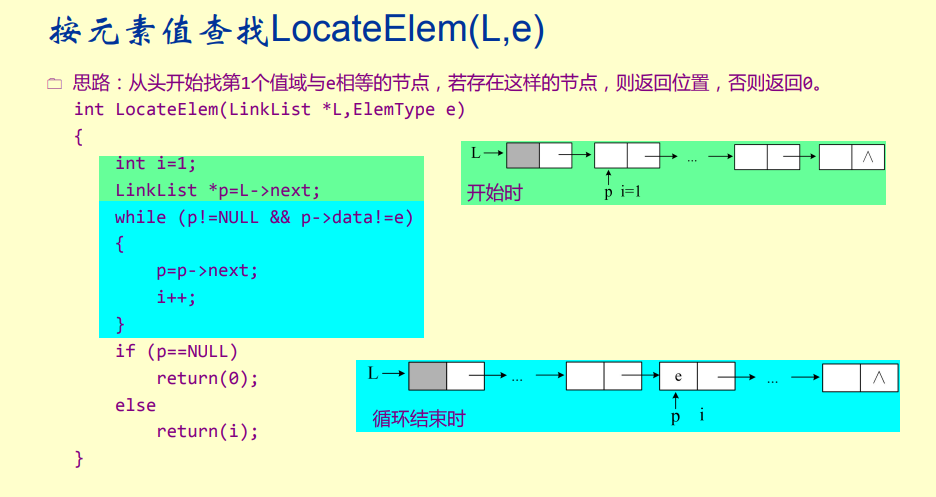 按元素值查找LocateElem(L,e)
思路：从头开始找第1个值域与e相等的节点，若存在这样的节点，则返回位置，否则返回0。
int LocateElem(LinkList *L,ElemType e)
{
int i=1;
LinkList *p=L->next;
while (p!=NULL && p->data!=e)
{
p=p->next;
i++;
}
if (p==NULL)
return(0);
else
return(i);
}
L ... ∧
p i=1
开始时
L ... e ... ∧
p i
循环结束时